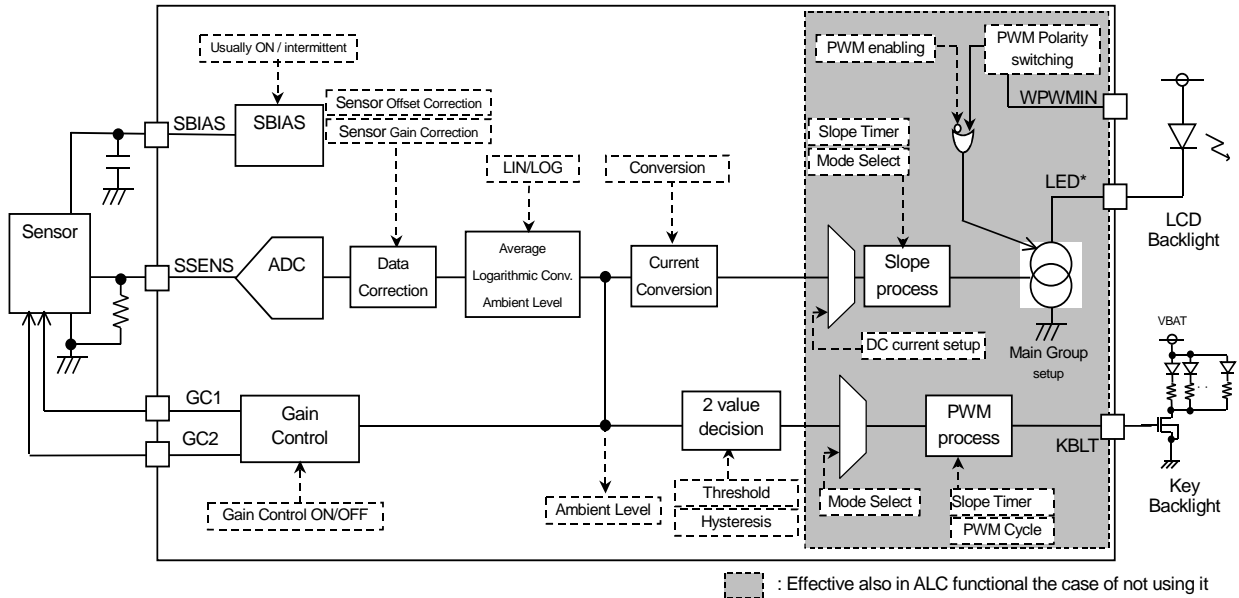 Usually ON / intermittent
PWM enabling
PWM Polarity
switching
WPWMIN
SBIAS
SBIAS
Sensor Offset Correction
Sensor Gain Correction
Slope Timer
Mode Select
LIN/LOG
Conversion
LED*
LCD
Backlight
Sensor
SSENS
ADC
Data
Correction
Average
Logarithmic Conv.
Ambient Level
Current
Conversion
Slope
process
DC current setup
Main Group
setup
VBAT
GC1
GC2
Gain
Control
2 value
decision
PWM
process
KBLT
Key
Backlight
Gain Control ON/OFF
Ambient Level
Threshold
Hysteresis
Mode Select
Slope Timer
PWM Cycle
: Effective also in ALC functional the case of not using it